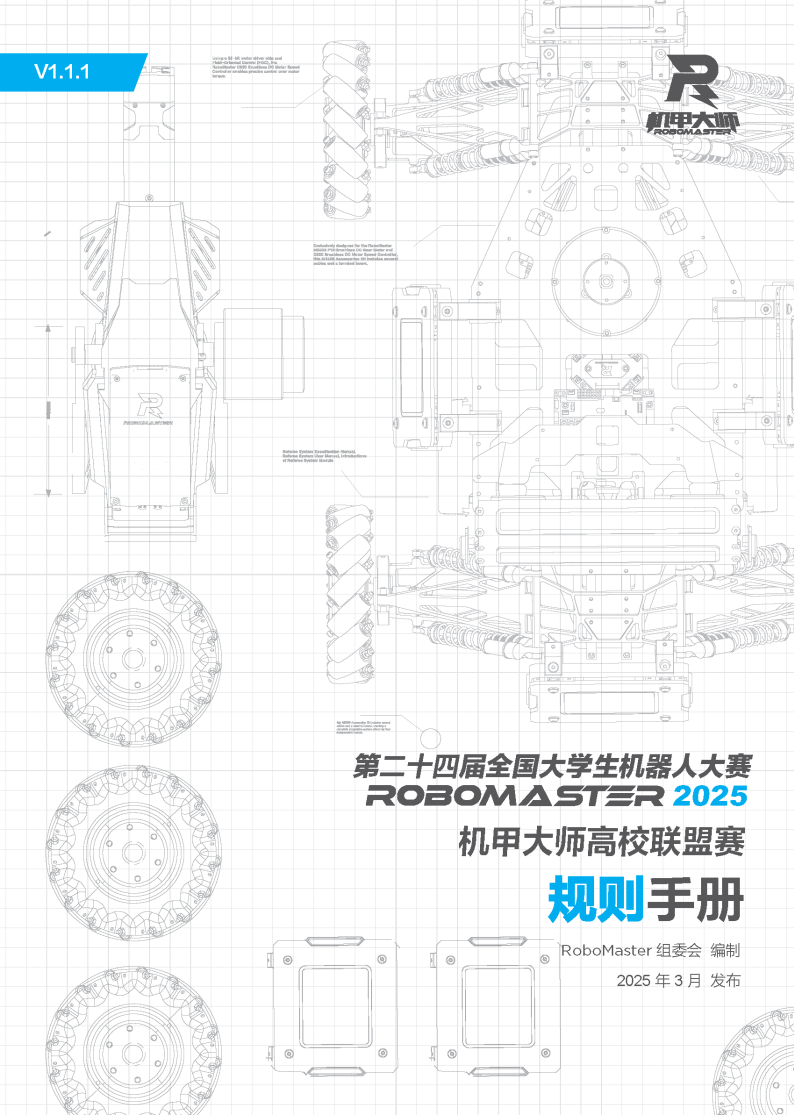 V1.1.1
机甲大师
ROBOMASTER
ROBOMASTER
第二十四届全国大学生机器人大赛
ROBOMASTER 2025
机甲大师高校联盟赛
规则手册
RoboMaster 组委会 编制
2025 年 3 月 发布